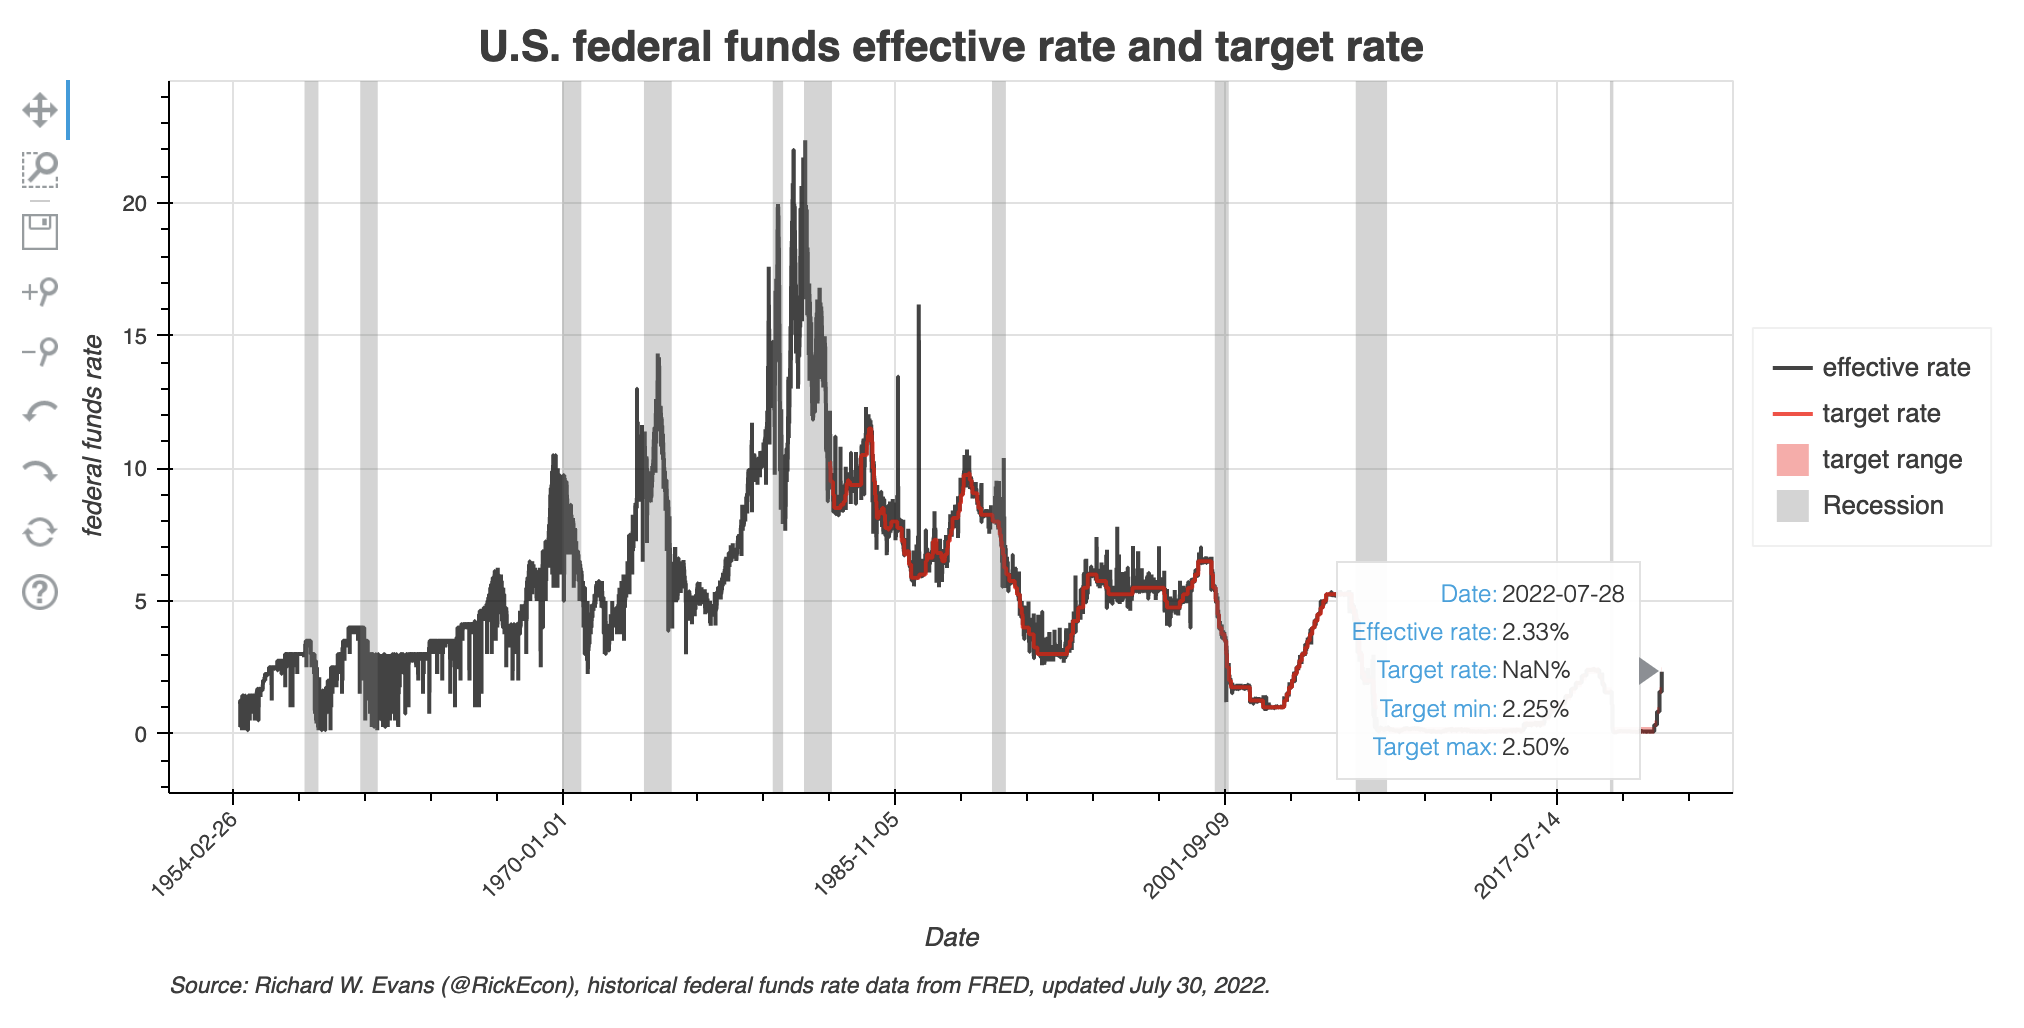 U.S. federal funds effective rate and target rate
federal funds rate
20
15
10
5
0
1954-02-26
1970-01-01
1985-11-05
2001-09-09
2017-07-14
Date
effective rate
target rate
target range
Recession
Date: 2022-07-28
Effective rate: 2.33%
Target rate: NaN%
Target min: 2.25%
Target max: 2.50%
Source: Richard W. Evans (@RickEcon), historical federal funds rate data from FRED, updated July 30, 2022.